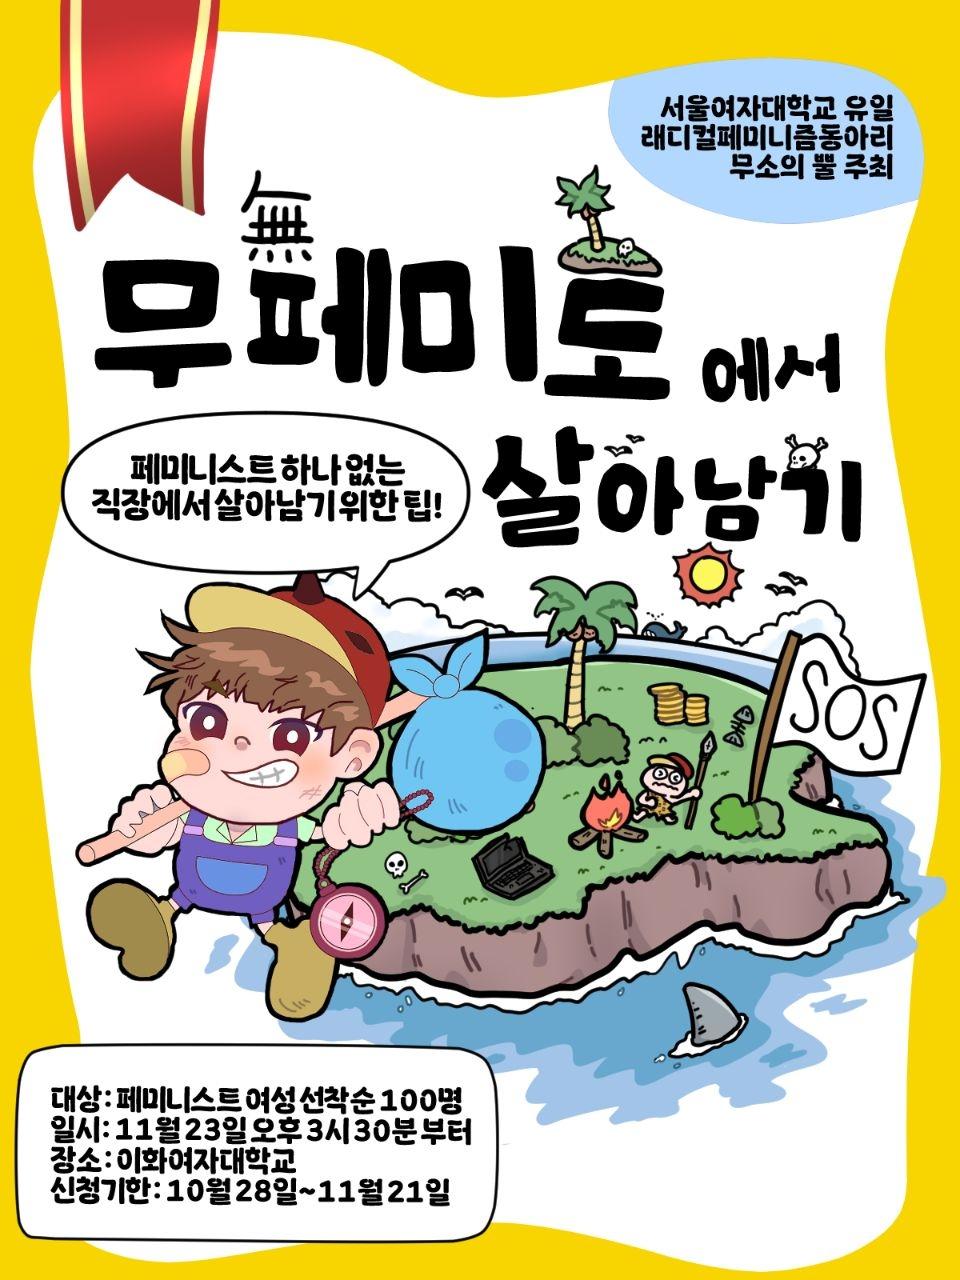 서울여자대학교 유일
래디컬페미니즘동아리
무소의 뿔 주최
無
무페미도에서
살아남기
페미니스트 하나 없는
직장에서 살아남기 위한 팁!
SOS
대상: 페미니스트 여성 선착순 100명
일시: 11월 23일 오후 3시 30분 부터
장소: 이화여자대학교
신청기한: 10월 28일~11월 21일